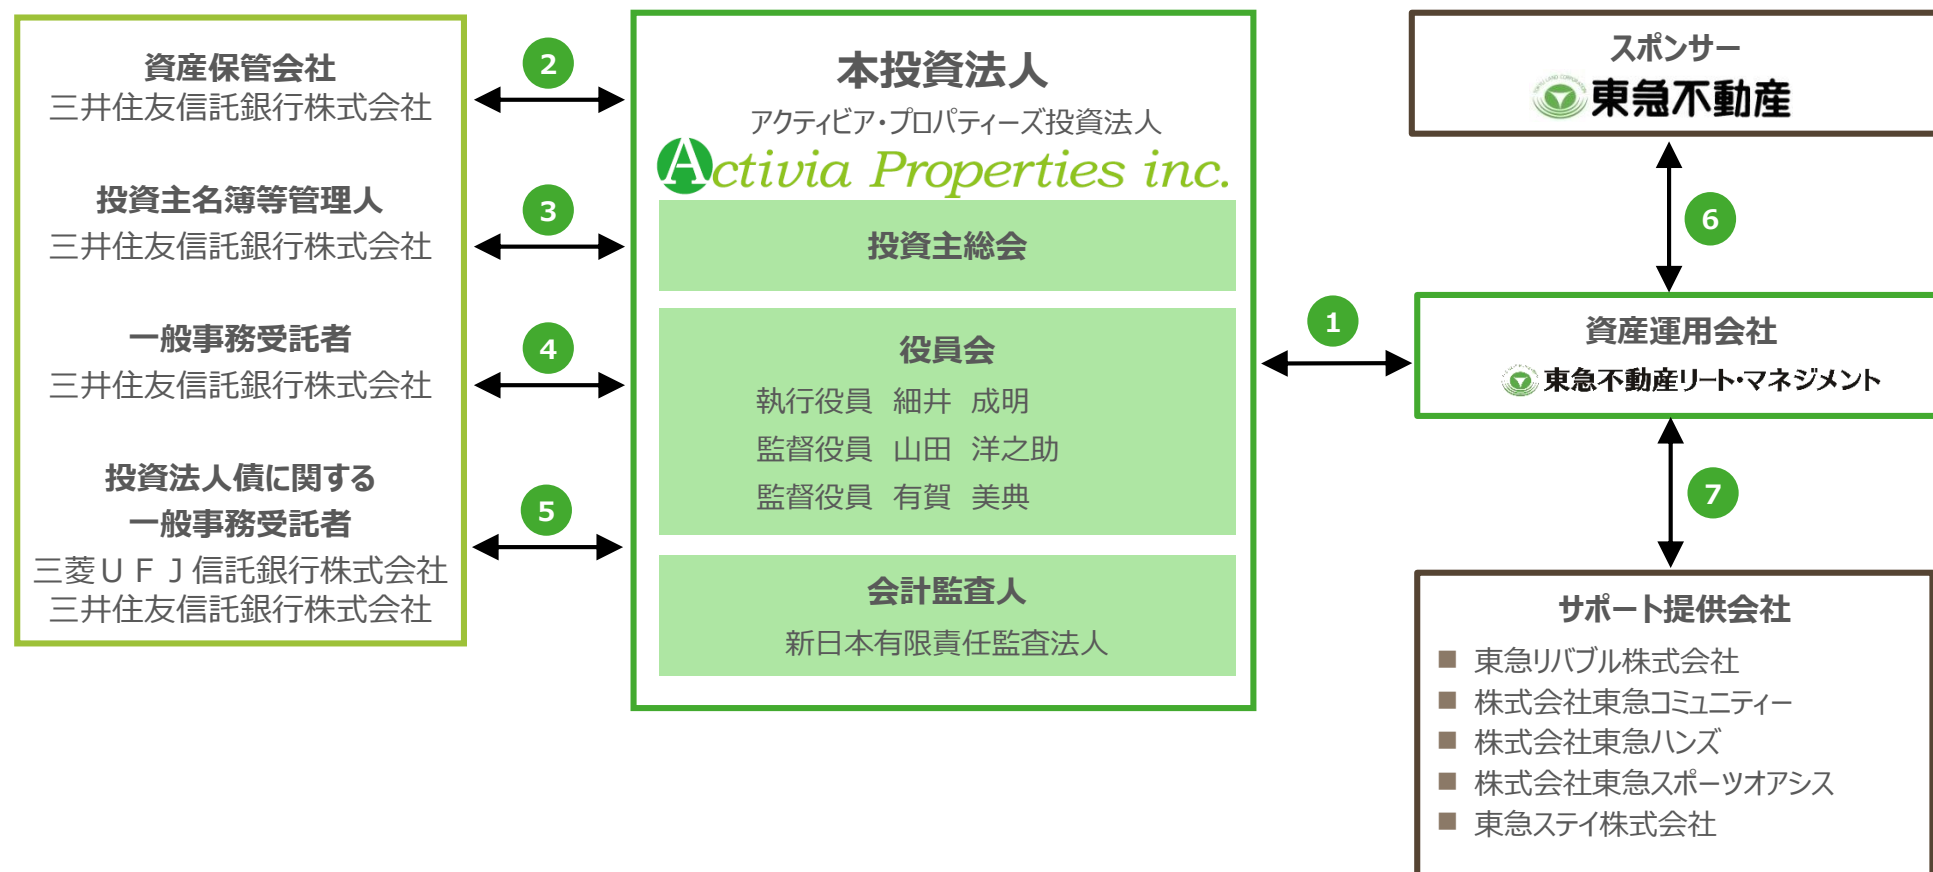 資産保管会社
三井住友信託銀行株式会社
投資主名簿等管理人
三井住友信託銀行株式会社
一般事務受託者
三井住友信託銀行株式会社
投資法人債に関する
一般事務受託者
三菱ＵＦＪ信託銀行株式会社
三井住友信託銀行株式会社
2
3
4
5
本投資法人
アクティビア・プロパティーズ投資法人
Activia Properties inc.
投資主総会
役員会
執行役員 細井 成明
監督役員 山田 洋之助
監督役員 有賀 美典
会計監査人
新日本有限責任監査法人
1
スポンサー
東急不動産
6
資産運用会社
東急不動産リート・マネジメント
7
サポート提供会社
■ 東急リバブル株式会社
■ 株式会社東急コミュニティー
■ 株式会社東急ハンズ
■ 株式会社東急スポーツオアシス
■ 東急ステイ株式会社